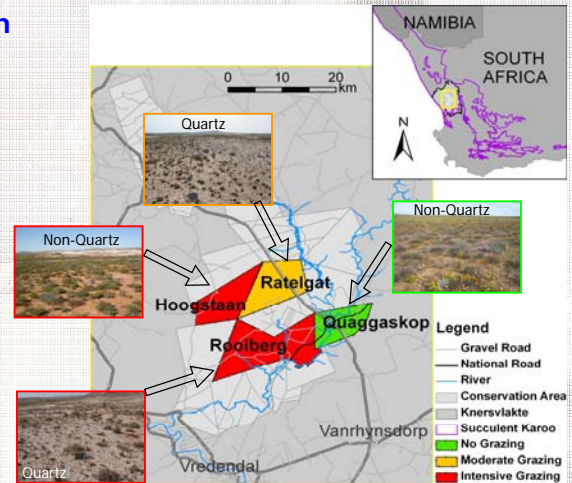 n
NAMIBIA
SOUTH
AFRICA
N
0 10 20
km
Quartz
Non-Quartz
Non-Quartz
Ratelgat
Hoogstaan
Quaggaskop
Rooiberg
Quartz
Vanrhynsdorp
Vredendal
Legend
Gravel Road
National Road
River
Conservation Area
Knersvlakte
Succulent Karoo
No Grazing
Moderate Grazing
Intensive Grazing